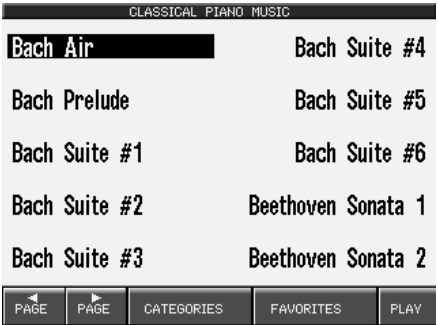 CLASSICAL PIANO MUSIC
Bach Air
Bach Prelude
Bach Suite #1
Bach Suite #2
Bach Suite #3
Bach Suite #4
Bach Suite #5
Bach Suite #6
Beethoven Sonata 1
Beethoven Sonata 2
PAGE PAGE CATEGORIES FAVORITES PLAY